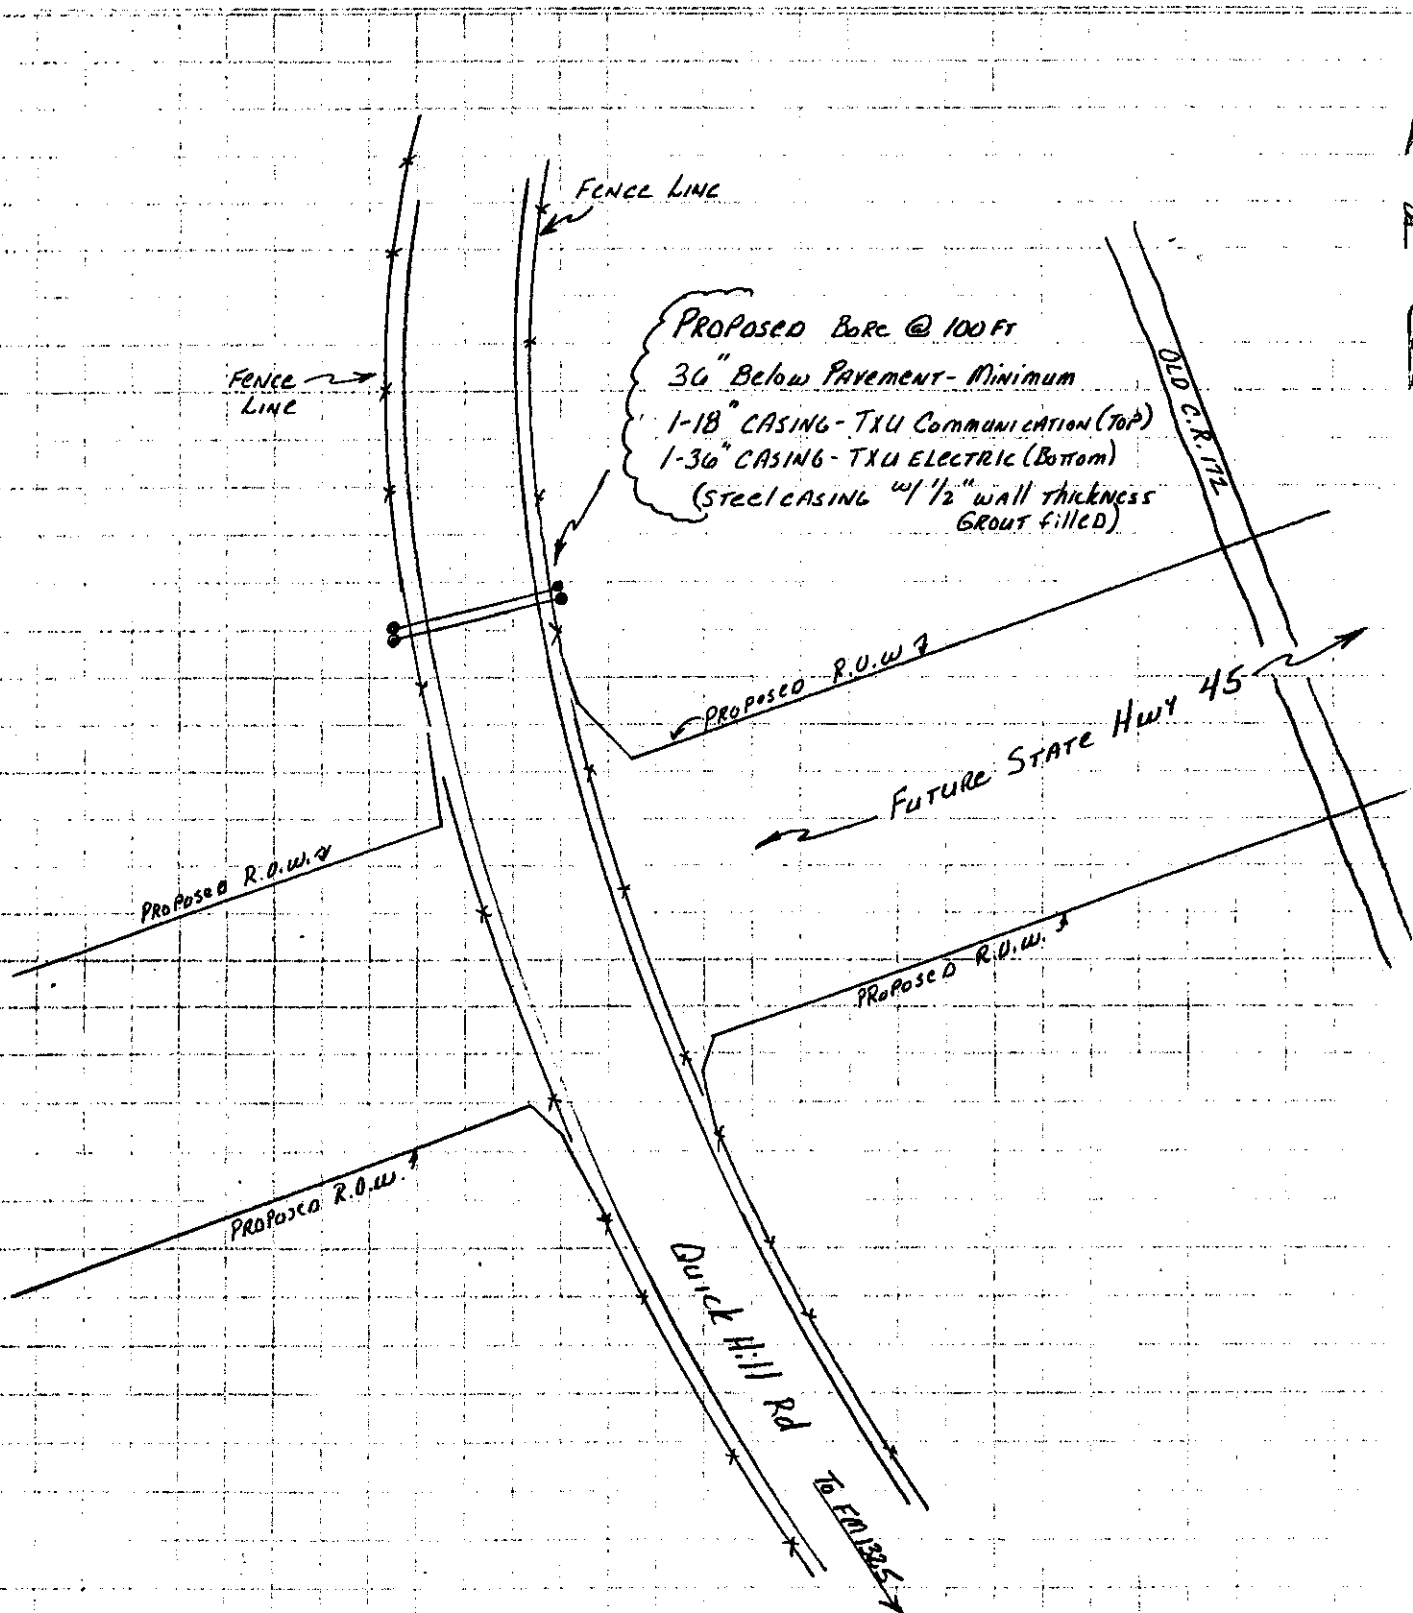 FENCE LINE
PROPOSED BORE @ 100 FT
36" BELOW PAVEMENT - MINIMUM
1-18" CASING - TXU COMMUNICATION (TOP)
1-36" CASING - TXU ELECTRIC (BOTTOM)
(STEEL CASING W/ 1/2" WALL THICKNESS
GROUT FILLED)
FENCE
LINE
OLD C.R. 172
PROPOSED R.O.W.
FUTURE STATE HWY 45
PROPOSED R.O.W.
PROPOSED R.O.W.
PROPOSED R.O.W.
Quick Hill Rd
To FM 1325